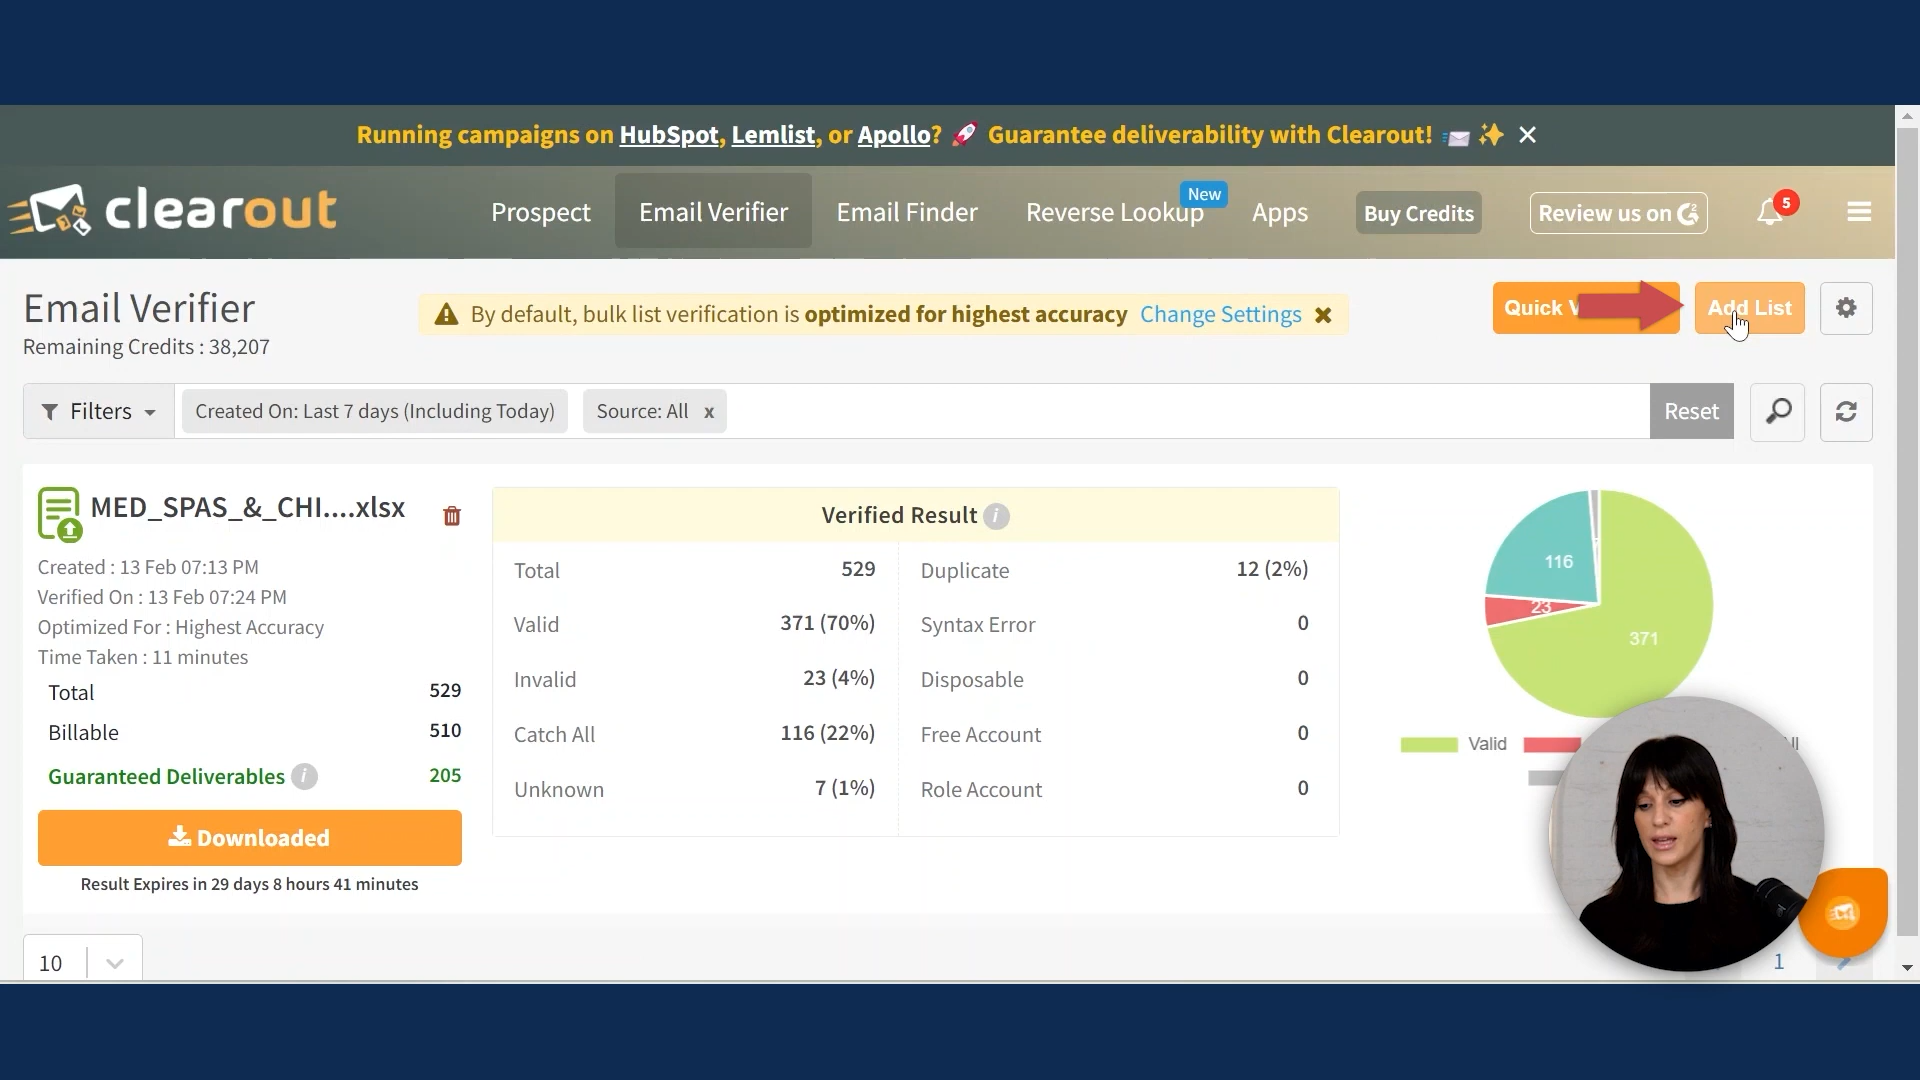 Running campaigns on HubSpot, Lemlist, or Apollo? 🚀 Guarantee deliverability with Clearout! 📨 ✨ ✕
clearout
Prospect
Email Verifier
Email Finder
Reverse Lookup
New
Apps
Buy Credits
Review us on G2
5
Email Verifier
Remaining Credits : 38,207
By default, bulk list verification is optimized for highest accuracy Change Settings ✖
Quick
Add List
Filters
Created On: Last 7 days (Including Today)
Source: All x
Reset
MED_SPAS_&_CHI....xlsx
Created : 13 Feb 07:13 PM
Verified On : 13 Feb 07:24 PM
Optimized For : Highest Accuracy
Time Taken : 11 minutes
Total 529
Billable 510
Guaranteed Deliverables i 205
Downloaded
Result Expires in 29 days 8 hours 41 minutes
Verified Result i
Total 529
Valid 371 (70%)
Invalid 23 (4%)
Catch All 116 (22%)
Unknown 7 (1%)
Duplicate 12 (2%)
Syntax Error 0
Disposable 0
Free Account 0
Role Account 0
116
23
371
Valid
10
1